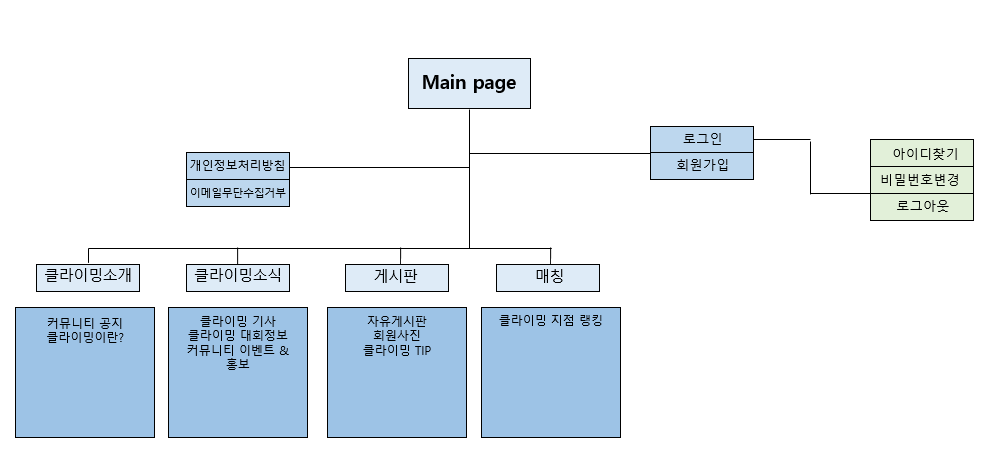 Main page
로그인
회원가입
아이디찾기
비밀번호변경
로그아웃
개인정보처리방침
이메일무단수집거부
클라이밍소개
클라이밍소식
게시판
매칭
커뮤니티 공지
클라이밍이란?
클라이밍 기사
클라이밍 대회정보
커뮤니티 이벤트 &
홍보
자유게시판
회원사진
클라이밍 TIP
클라이밍 지점 랭킹